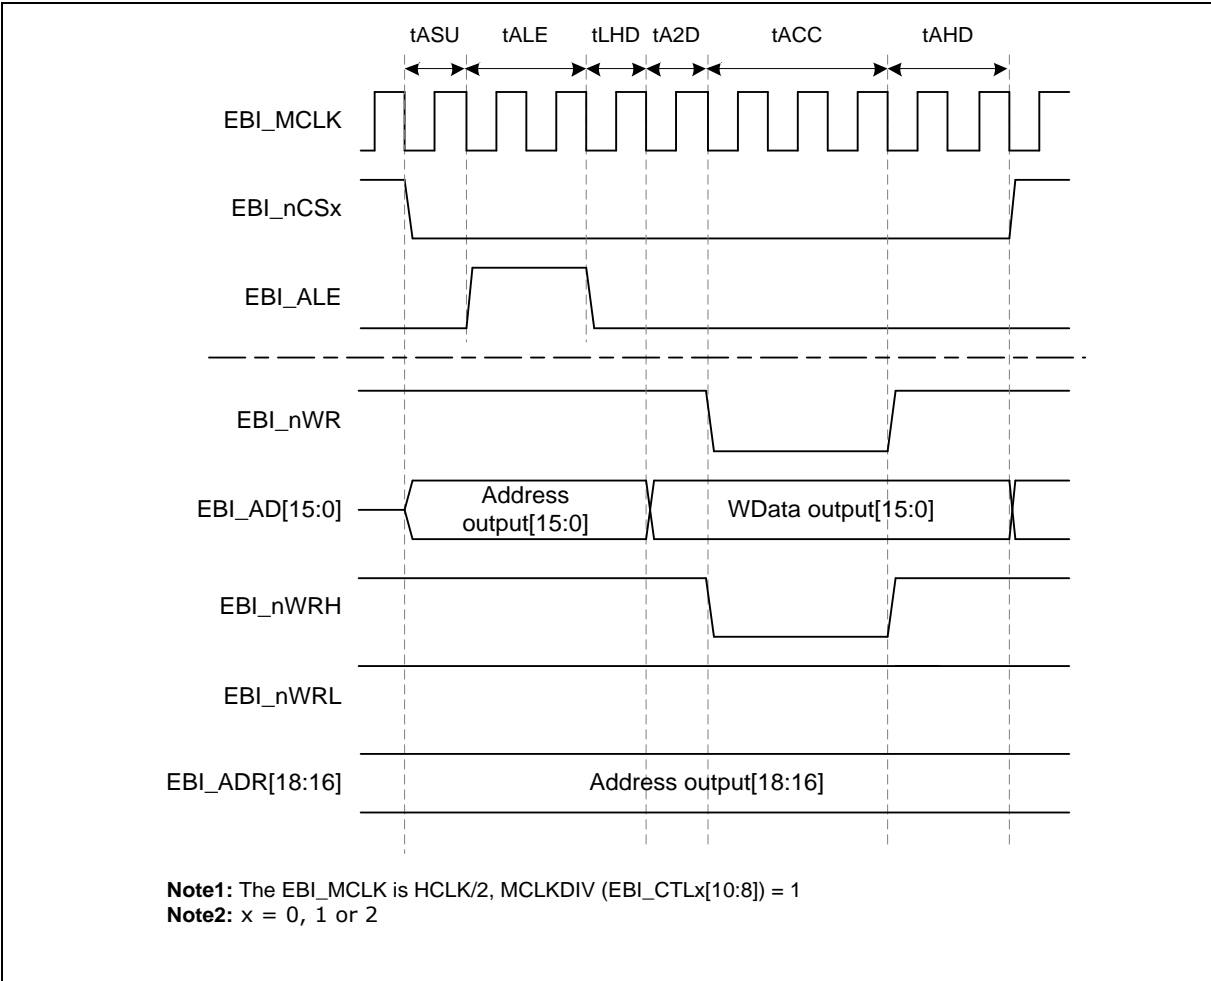 tASU tALE tLHD tA2D tACC tAHD
EBI_MCLK
EBI_nCSx
EBI_ALE
EBI_nWR
EBI_AD[15:0]
Address
output[15:0]
WData output[15:0]
EBI_nWRH
EBI_nWRL
EBI_ADR[18:16]
Address output[18:16]
Note1: The EBI_MCLK is HCLK/2, MCLKDIV (EBI_CTLx[10:8]) = 1
Note2: x = 0, 1 or 2